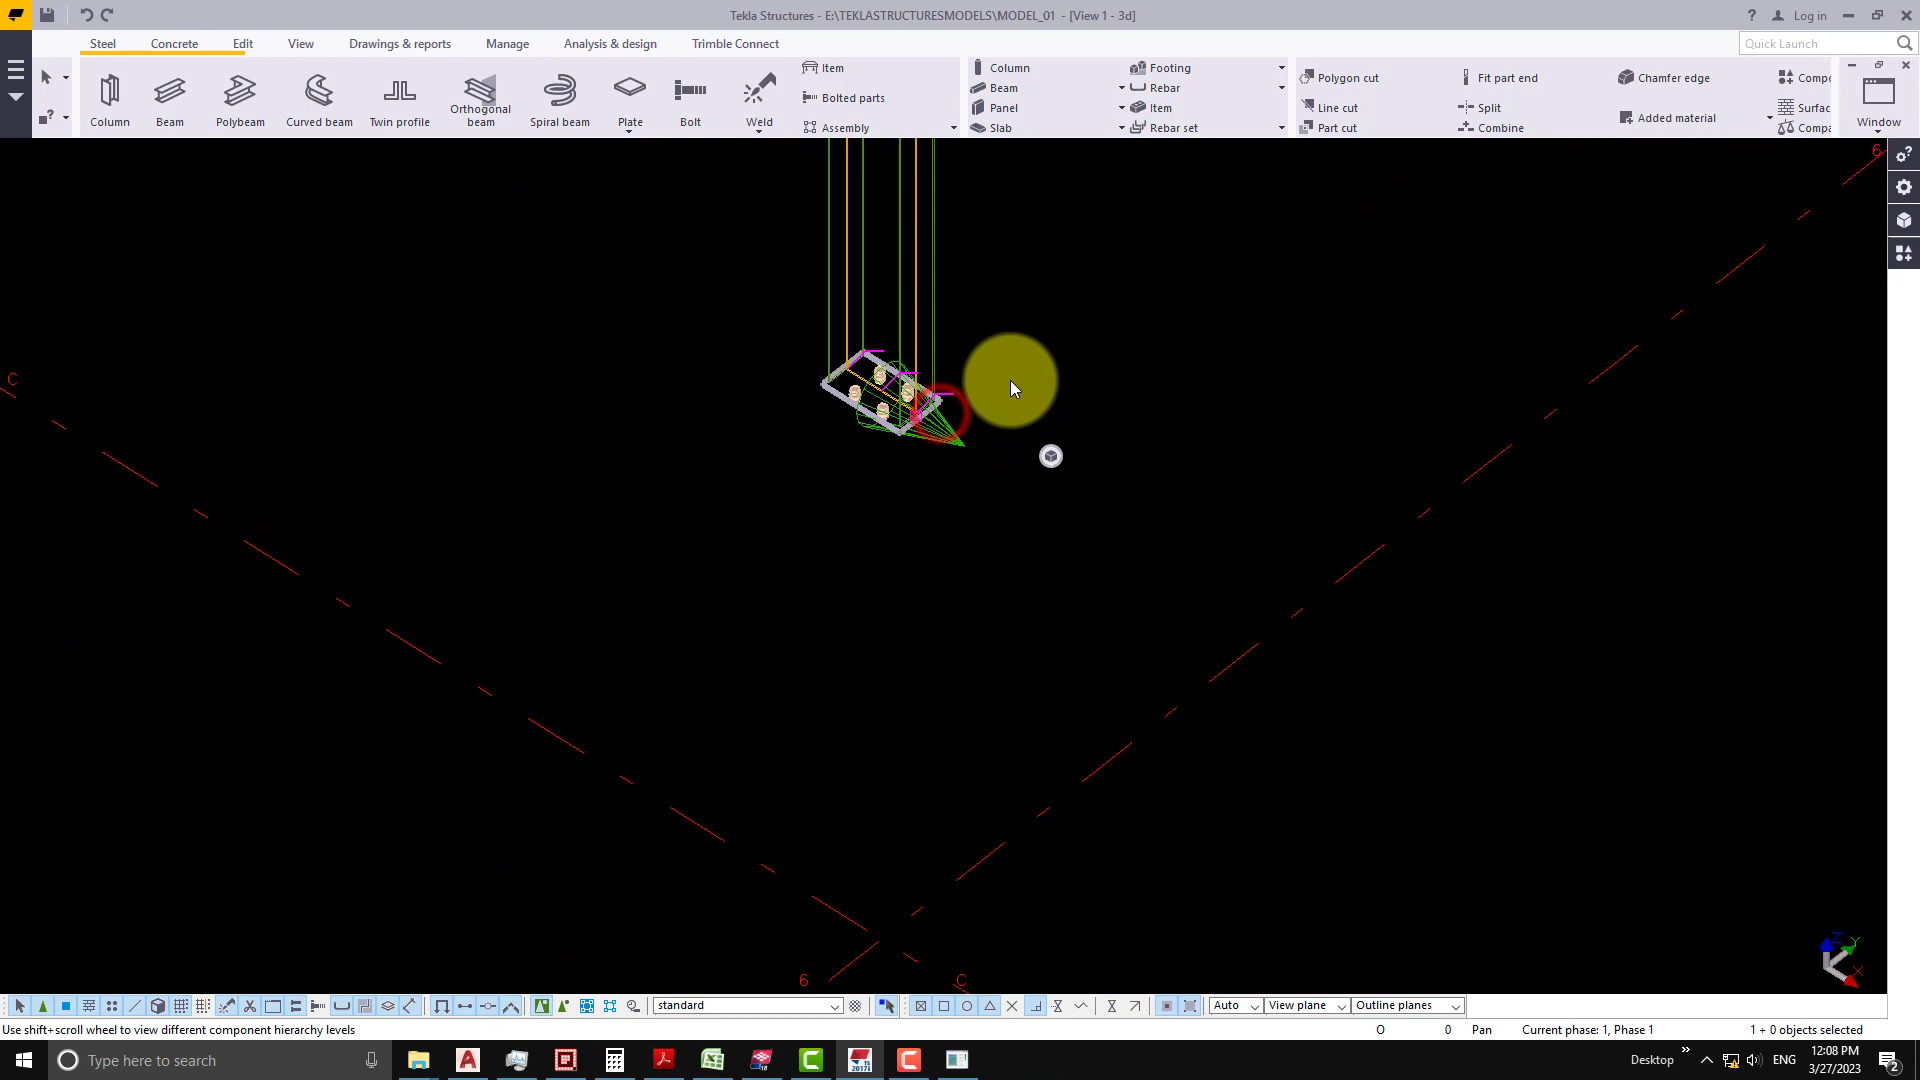 Tekla Structures - E:\TEKLASTRUCTURESMODELS\MODEL_01 - [View 1 - 3d]
? Log in
Steel Concrete Edit View Drawings & reports Manage Analysis & design Trimble Connect
Quick Launch
Column
Beam
Polybeam
Curved beam
Twin profile
Orthogonal
beam
Spiral beam
Plate
Bolt
Weld
Item
Bolted parts
Assembly
Column
Beam
Panel
Slab
Footing
Rebar
Item
Rebar set
Polygon cut
Line cut
Part cut
Fit part end
Split
Combine
Chamfer edge
Added material
Compo
Surfac
Compa
Window
6
C
6
C
Z
Y
X
standard
Auto
View plane
Outline planes
Use shift+scroll wheel to view different component hierarchy levels
O 0 Pan Current phase: 1, Phase 1 1 + 0 objects selected
Type here to search
Desktop
ENG
12:08 PM
3/27/2023
2